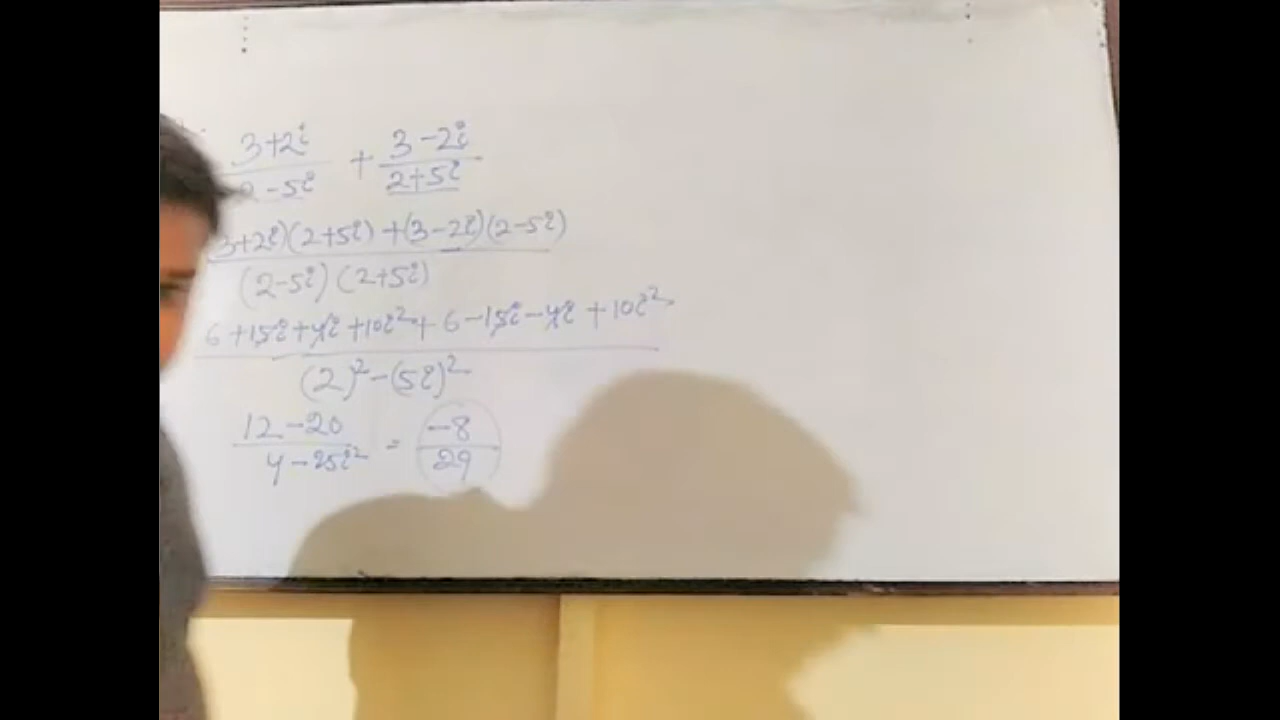 3+2i / 2-5i + 3-2i / 2+5i
3+2i)(2+5i) + (3-2i)(2-5i)
(2-5i) (2+5i)
6 + 15i + 4i + 10i² + 6 - 15i - 4i + 10i²
(2)² - (5i)²
12 - 20 / 4 - 25i² = -8 / 29